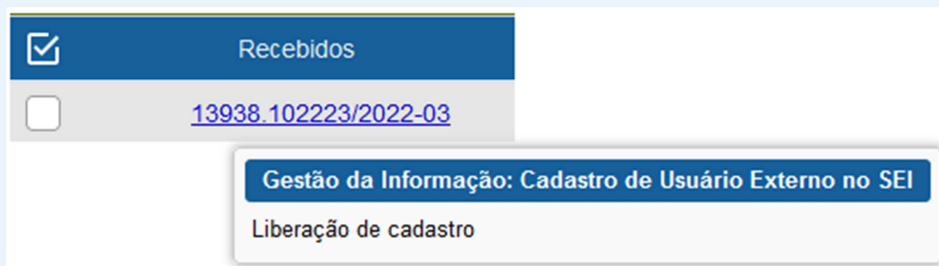 Recebidos
13938.102223/2022-03
Gestão da Informação: Cadastro de Usuário Externo no SEI
Liberação de cadastro